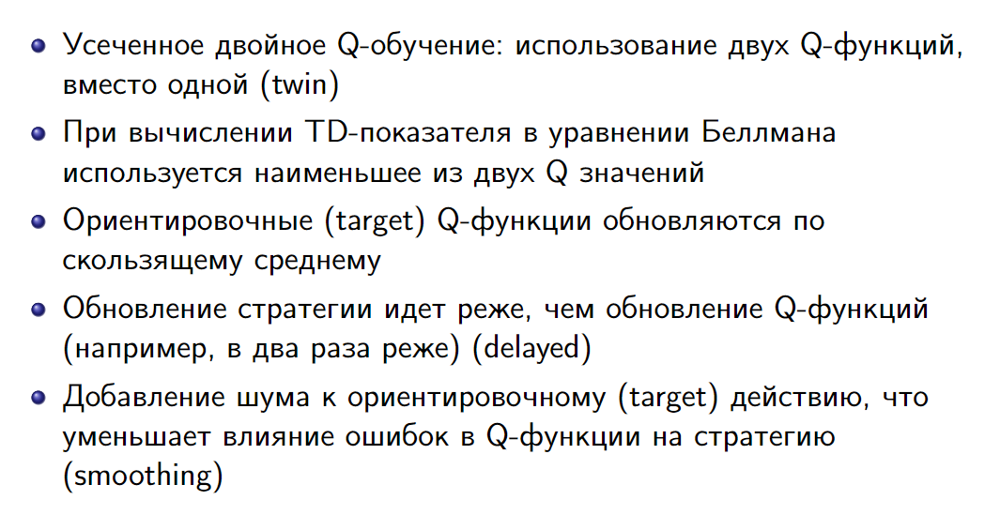 Усеченное двойное Q-обучение: использование двух Q-функций,
вместо одной (twin)
При вычислении TD-показателя в уравнении Беллмана
используется наименьшее из двух Q значений
Ориентировочные (target) Q-функции обновляются по
скользящему среднему
Обновление стратегии идет реже, чем обновление Q-функций
(например, в два раза реже) (delayed)
Добавление шума к ориентировочному (target) действию, что
уменьшает влияние ошибок в Q-функции на стратегию
(smoothing)